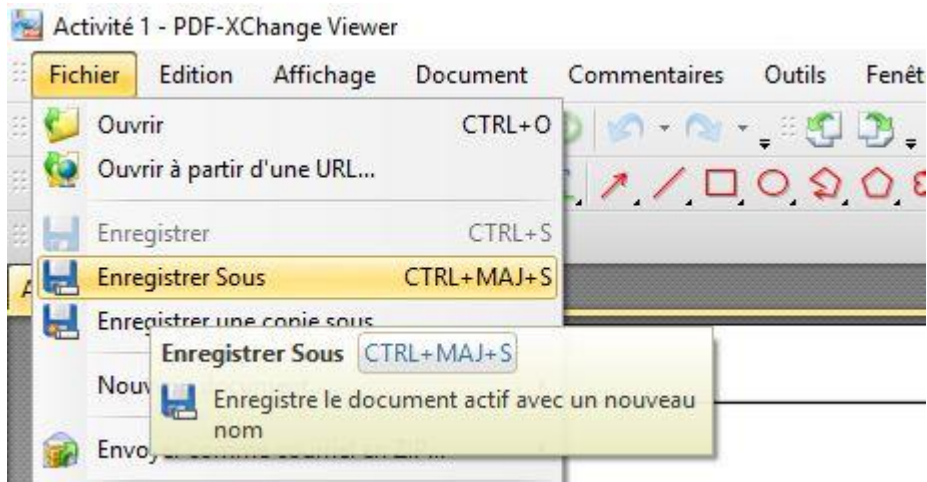 Activité 1 - PDF-XChange Viewer
Fichier Edition Affichage Document Commentaires Outils Fenêt
Ouvrir CTRL+O
Ouvrir à partir d'une URL...
Enregistrer CTRL+S
Enregistrer Sous CTRL+MAJ+S
Enregistrer une copie sous
Enregistrer Sous CTRL+MAJ+S
Enregistre le document actif avec un nouveau
nom